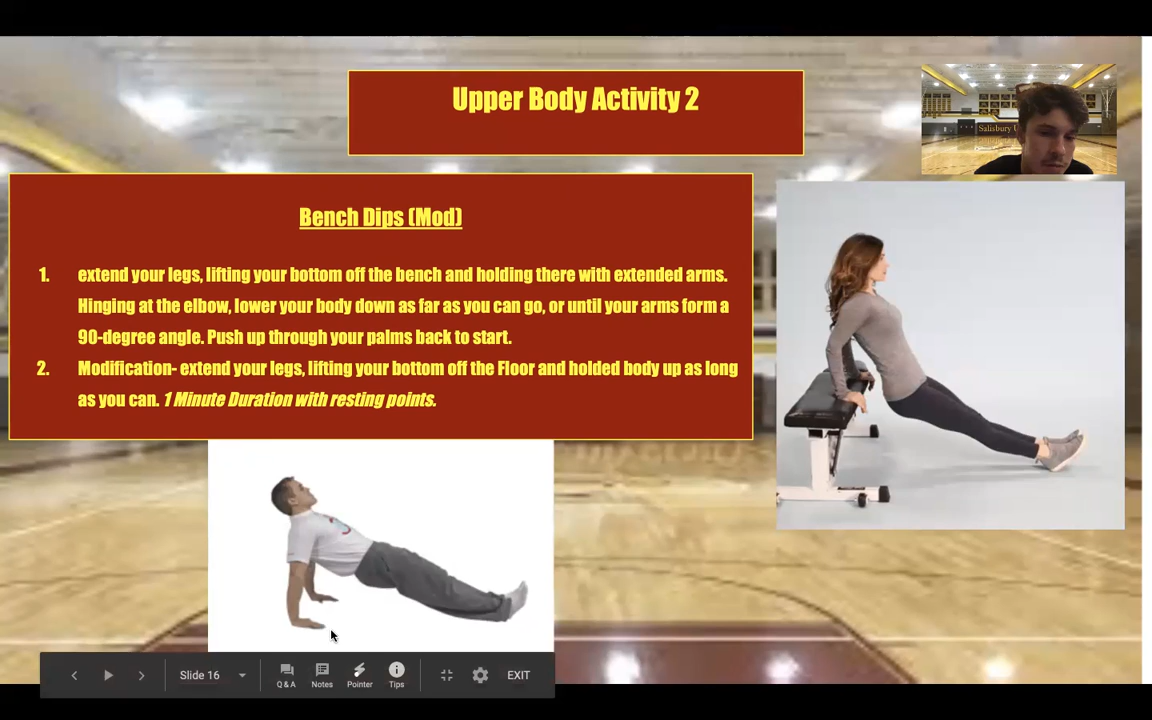 Upper Body Activity 2
Salisbury U
Bench Dips (Mod)
1. extend your legs, lifting your bottom off the bench and holding there with extended arms.
Hinging at the elbow, lower your body down as far as you can go, or until your arms form a
90-degree angle. Push up through your palms back to start.
2. Modification- extend your legs, lifting your bottom off the Floor and holded body up as long
as you can. 1 Minute Duration with resting points.
Slide 16
Q & A
Notes
Pointer
Tips
EXIT